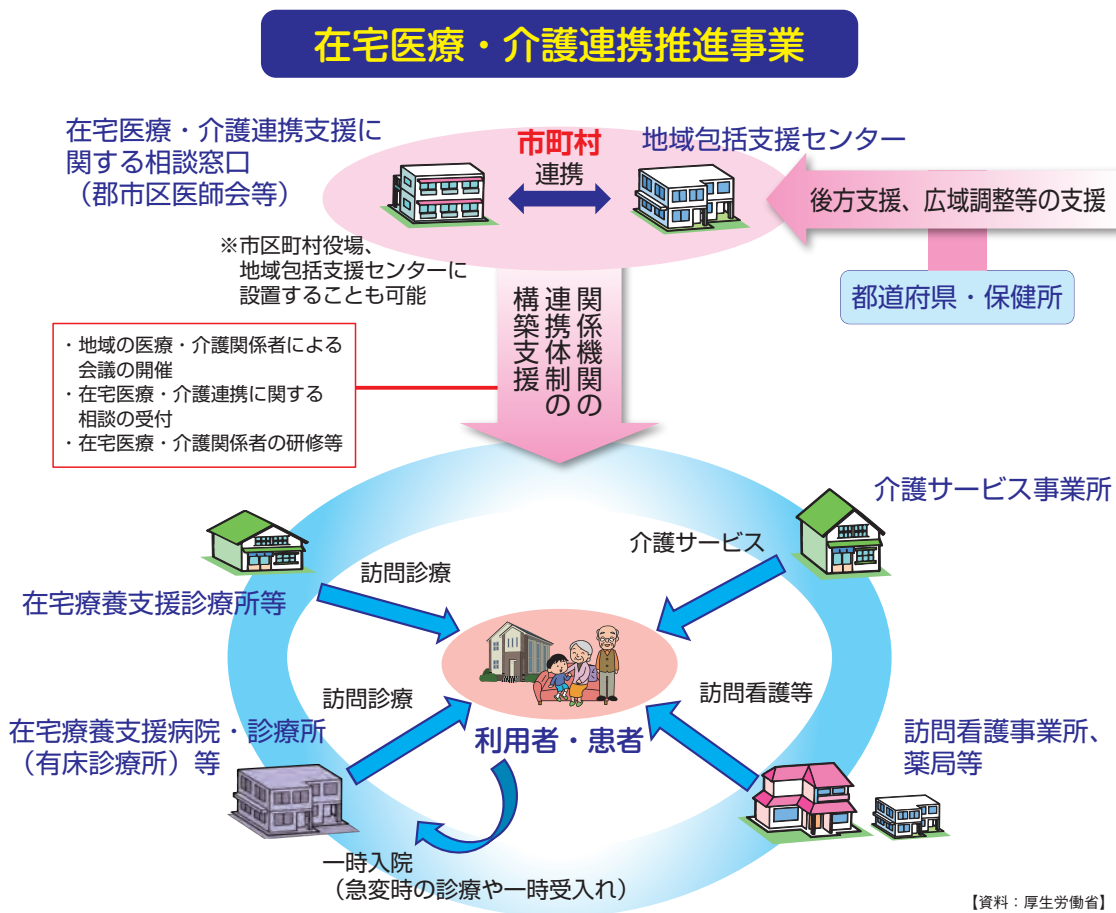 在宅医療・介護連携推進事業
在宅医療・介護連携支援に
関する相談窓口
（郡市区医師会等）
市町村
連携
地域包括支援センター
後方支援、広域調整等の支援
都道府県・保健所
※市区町村役場、
地域包括支援センターに
設置することも可能
関係機関の
連携体制の
構築支援
・地域の医療・介護関係者による
会議の開催
・在宅医療・介護連携に関する
相談の受付
・在宅医療・介護関係者の研修等
介護サービス事業所
介護サービス
訪問診療
在宅療養支援診療所等
訪問診療
訪問看護等
在宅療養支援病院・診療所
（有床診療所）等
利用者・患者
訪問看護事業所、
薬局等
一時入院
（急変時の診療や一時受入れ）
【資料：厚生労働省】